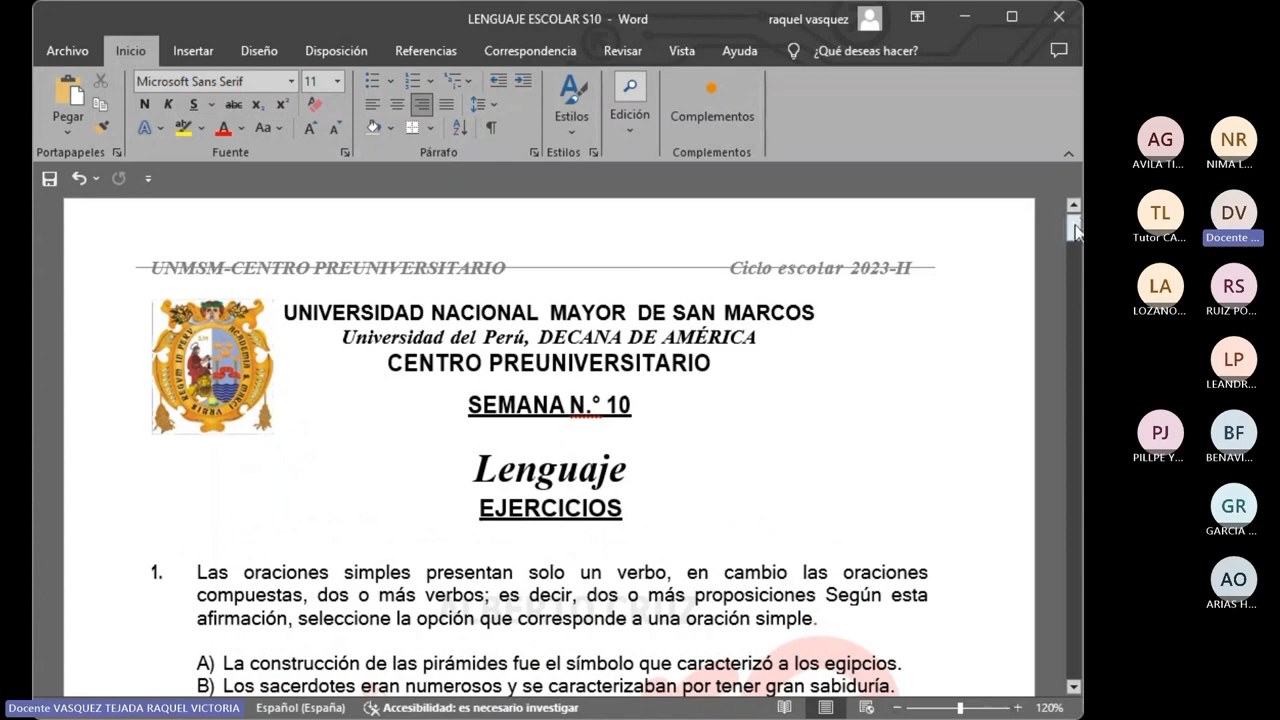 LENGUAJE ESCOLAR S10 - Word
raquel vasquez
Archivo Inicio Insertar Diseño Disposición Referencias Correspondencia Revisar Vista Ayuda ¿Qué deseas hacer?
Microsoft Sans Serif 11
Pegar
N K S abc x₂ x²
A aby A Aa A A
Estilos
Edición
Complementos
Portapapeles Fuente Párrafo Estilos Complementos
UNMSM-CENTRO PREUNIVERSITARIO Ciclo escolar 2023-II
UNIVERSIDAD NACIONAL MAYOR DE SAN MARCOS
Universidad del Perú, DECANA DE AMÉRICA
CENTRO PREUNIVERSITARIO
SEMANA N.° 10
Lenguaje
EJERCICIOS
1. Las oraciones simples presentan solo un verbo, en cambio las oraciones
compuestas, dos o más verbos; es decir, dos o más proposiciones Según esta
afirmación, seleccione la opción que corresponde a una oración simple.
A) La construcción de las pirámides fue el símbolo que caracterizó a los egipcios.
B) Los sacerdotes eran numerosos y se caracterizaban por tener gran sabiduría.
Docente VASQUEZ TEJADA RAQUEL VICTORIA
Español (España)
Accesibilidad: es necesario investigar
120%
AG NR
AVILA TI... NIMA L...
TL DV
Tutor CA... Docente ...
LA RS
LOZANO... RUIZ PO...
LP
LEANDR...
PJ BF
PILLPE Y... BENAVI...
GR
GARCIA ...
AO
ARIAS H...